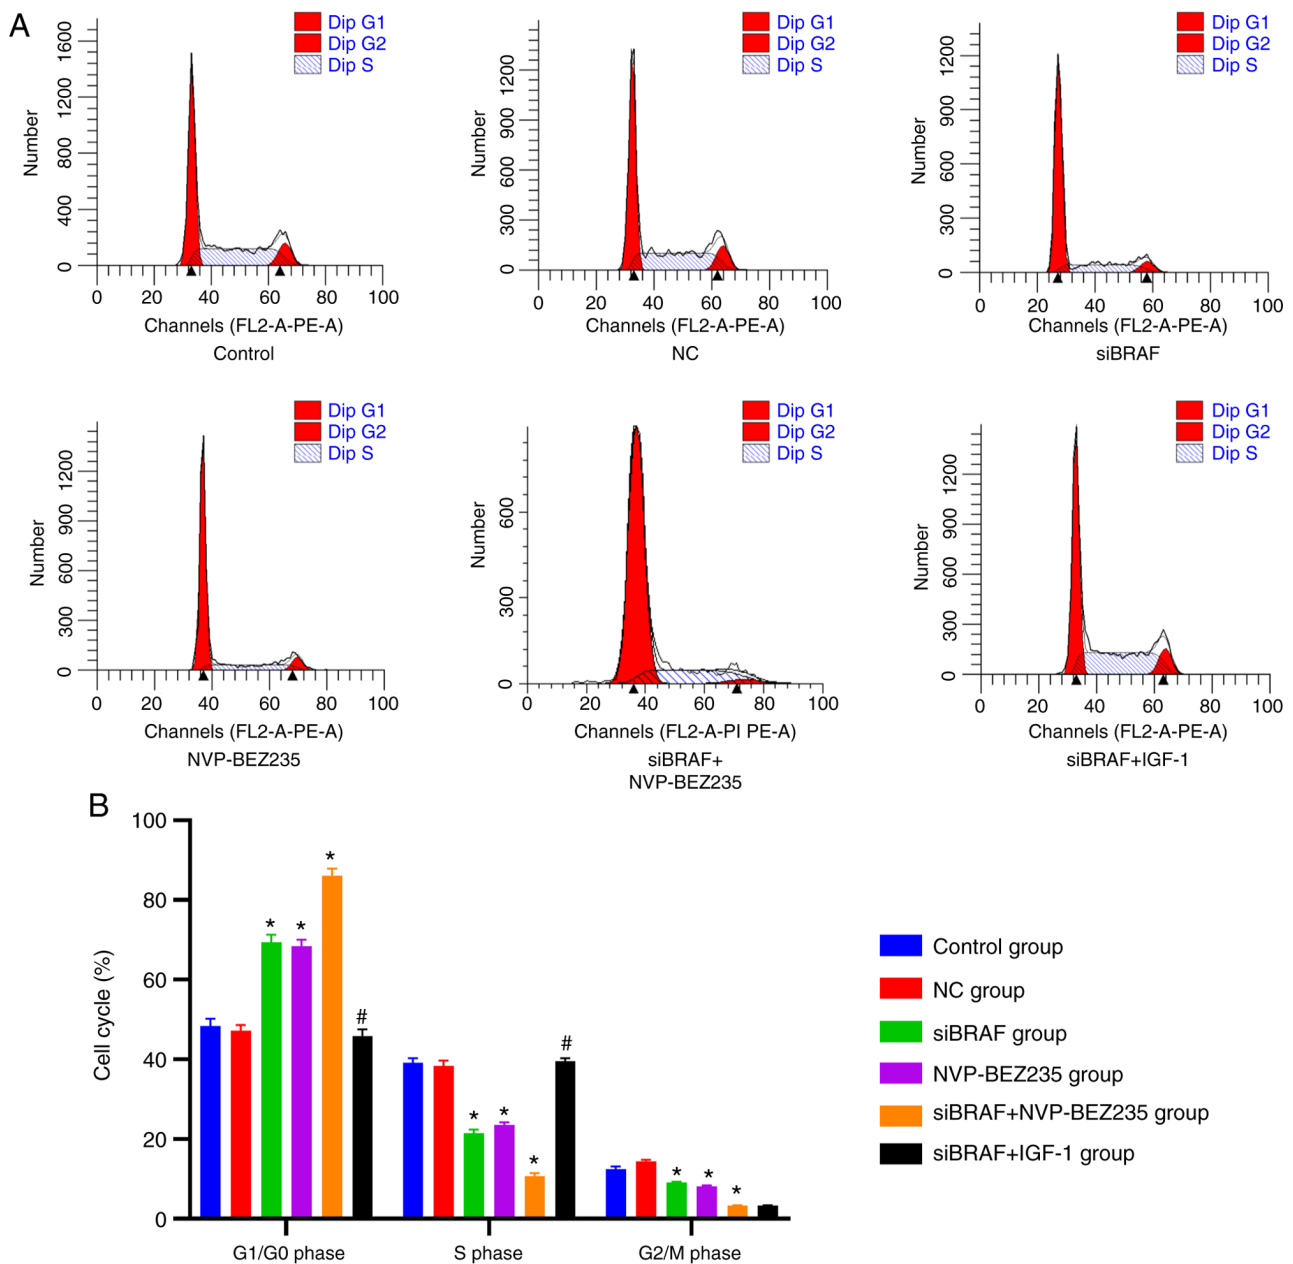 A
Dip G1
Dip G2
Dip S
Number
1600
1200
800
400
0
0 20 40 60 80 100
Channels (FL2-A-PE-A)
Control
Dip G1
Dip G2
Dip S
Number
1200
900
600
300
0
0 20 40 60 80 100
Channels (FL2-A-PE-A)
NC
Dip G1
Dip G2
Dip S
Number
1200
900
600
300
0
0 20 40 60 80 100
Channels (FL2-A-PE-A)
siBRAF
Dip G1
Dip G2
Dip S
Number
1200
900
600
300
0
0 20 40 60 80 100
Channels (FL2-A-PE-A)
NVP-BEZ235
Dip G1
Dip G2
Dip S
Number
600
300
0
0 20 40 60 80 100
Channels (FL2-A-PI PE-A)
siBRAF+
NVP-BEZ235
Dip G1
Dip G2
Dip S
Number
1200
900
600
300
0
0 20 40 60 80 100
Channels (FL2-A-PE-A)
siBRAF+IGF-1
B
Cell cycle (%)
100
80
60
40
20
0
* * * #
* * * #
* * *
G1/G0 phase
S phase
G2/M phase
Control group
NC group
siBRAF group
NVP-BEZ235 group
siBRAF+NVP-BEZ235 group
siBRAF+IGF-1 group